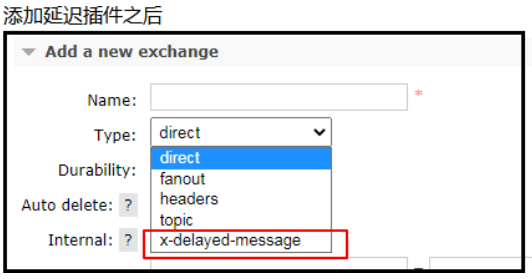 添加延迟插件之后
Add a new exchange
Name: *
Type: direct
direct
Durability:
fanout
Auto delete: ?
headers
topic
Internal: ?
x-delayed-message
=